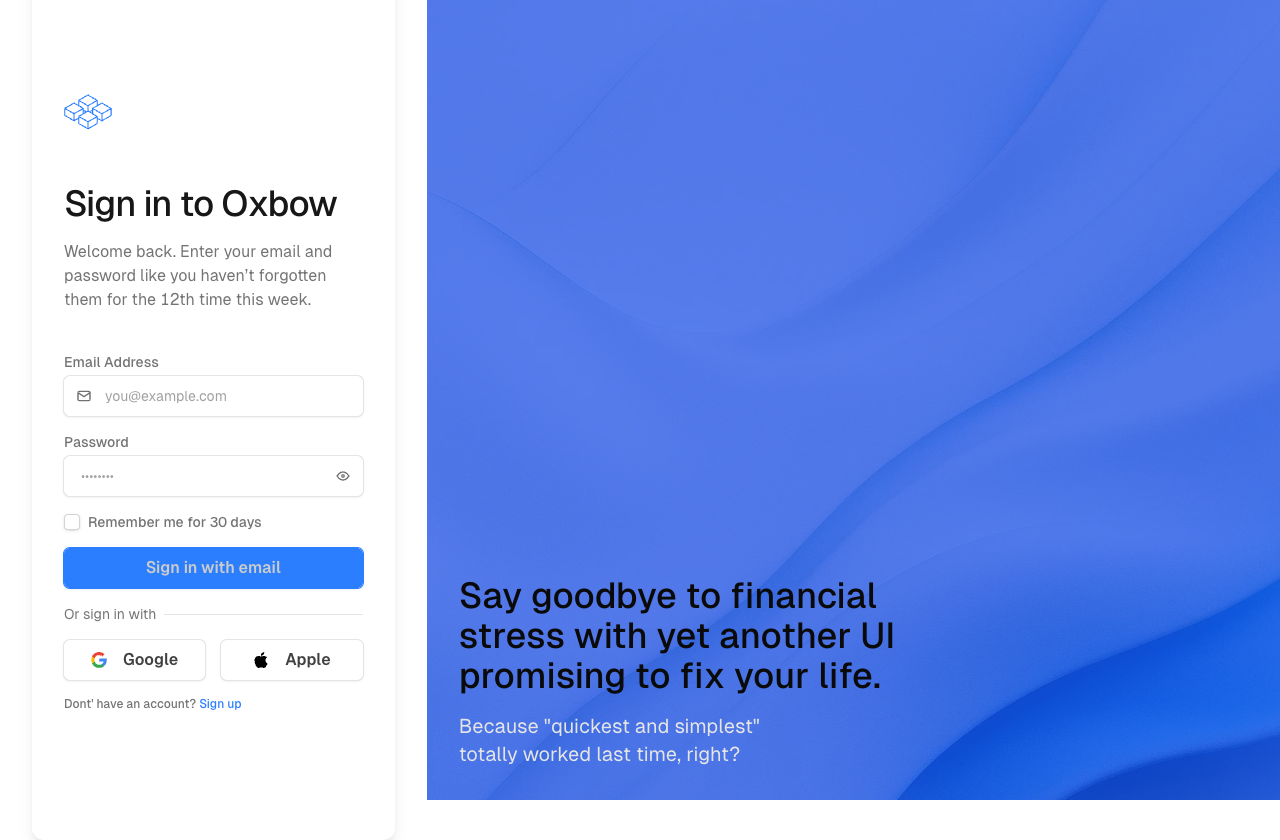 Sign in to Oxbow
Welcome back. Enter your email and
password like you haven’t forgotten
them for the 12th time this week.
Email Address
you@example.com
Password
••••••••
Remember me for 30 days
Sign in with email
Or sign in with
Google
Apple
Dont' have an account? Sign up
Say goodbye to financial
stress with yet another UI
promising to fix your life.
Because "quickest and simplest"
totally worked last time, right?